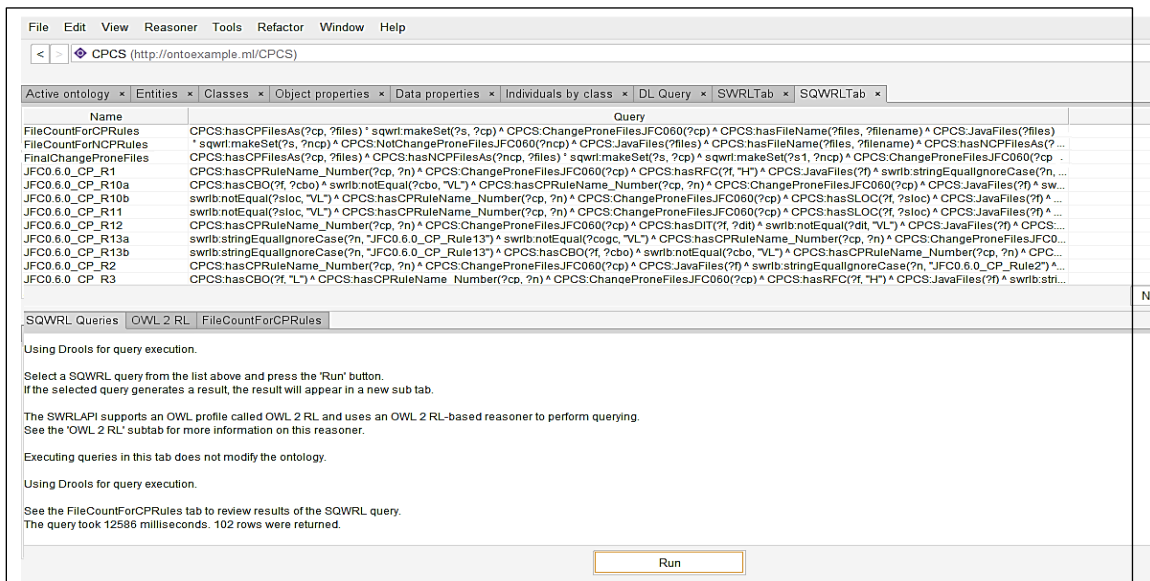 File Edit View Reasoner Tools Refactor Window Help
< > CPCS (http://ontoexample.ml/CPCS)
Active ontology × Entities × Classes × Object properties × Data properties × Individuals by class × DL Query × SWRLTab × SQWRLTab ×
Name Query
FileCountForCPRules CPCS:hasCPFilesAs(?cp, ?files) ° sqwrl:makeSet(?s, ?cp) ^ CPCS:ChangeProneFilesJFC060(?cp) ^ CPCS:hasFileName(?files, ?filename) ^ CPCS:JavaFiles(?files)
FileCountForNCPRules ° sqwrl:makeSet(?s, ?ncp) ^ CPCS:NotChangeProneFilesJFC060(?ncp) ^ CPCS:JavaFiles(?files) ^ CPCS:hasFileName(?files, ?filename) ^ CPCS:hasNCPFilesAs(? ...
FinalChangeProneFiles CPCS:hasCPFilesAs(?cp, ?files) ^ CPCS:hasNCPFilesAs(?ncp, ?files) ° sqwrl:makeSet(?s, ?cp) ^ sqwrl:makeSet(?s1, ?ncp) ^ CPCS:ChangeProneFilesJFC060(?cp .
JFC0.6.0_CP_R1 CPCS:hasCPRuleName_Number(?cp, ?n) ^ CPCS:ChangeProneFilesJFC060(?cp) ^ CPCS:hasRFC(?f, "H") ^ CPCS:JavaFiles(?f) ^ swrlb:stringEqualIgnoreCase(?n, ...
JFC0.6.0_CP_R10a CPCS:hasCBO(?f, ?cbo) ^ swrlb:notEqual(?cbo, "VL") ^ CPCS:hasCPRuleName_Number(?cp, ?n) ^ CPCS:ChangeProneFilesJFC060(?cp) ^ CPCS:JavaFiles(?f) ^ sw...
JFC0.6.0_CP_R10b swrlb:notEqual(?sloc, "VL") ^ CPCS:hasCPRuleName_Number(?cp, ?n) ^ CPCS:ChangeProneFilesJFC060(?cp) ^ CPCS:hasSLOC(?f, ?sloc) ^ CPCS:JavaFiles(?f) ^ ...
JFC0.6.0_CP_R11 swrlb:notEqual(?sloc, "VL") ^ CPCS:hasCPRuleName_Number(?cp, ?n) ^ CPCS:ChangeProneFilesJFC060(?cp) ^ CPCS:hasSLOC(?f, ?sloc) ^ CPCS:JavaFiles(?f) ^ ...
JFC0.6.0_CP_R12 CPCS:hasCPRuleName_Number(?cp, ?n) ^ CPCS:ChangeProneFilesJFC060(?cp) ^ CPCS:hasDIT(?f, ?dit) ^ swrlb:notEqual(?dit, "VL") ^ CPCS:JavaFiles(?f) ^ CPCS:...
JFC0.6.0_CP_R13a swrlb:stringEqualIgnoreCase(?n, "JFC0.6.0_CP_Rule13") ^ swrlb:notEqual(?cogc, "VL") ^ CPCS:hasCPRuleName_Number(?cp, ?n) ^ CPCS:ChangeProneFilesJFC0...
JFC0.6.0_CP_R13b swrlb:stringEqualIgnoreCase(?n, "JFC0.6.0_CP_Rule13") ^ CPCS:hasCBO(?f, ?cbo) ^ swrlb:notEqual(?cbo, "VL") ^ CPCS:hasCPRuleName_Number(?cp, ?n) ^ CPC...
JFC0.6.0_CP_R2 CPCS:hasCPRuleName_Number(?cp, ?n) ^ CPCS:ChangeProneFilesJFC060(?cp) ^ CPCS:JavaFiles(?f) ^ swrlb:stringEqualIgnoreCase(?n, "JFC0.6.0_CP_Rule2") ^...
JFC0.6.0_CP_R3 CPCS:hasCBO(?f, "L") ^ CPCS:hasCPRuleName_Number(?cp, ?n) ^ CPCS:ChangeProneFilesJFC060(?cp) ^ CPCS:hasRFC(?f, "H") ^ CPCS:JavaFiles(?f) ^ swrlb:stri...
N
SQWRL Queries OWL 2 RL FileCountForCPRules
Using Drools for query execution.
Select a SQWRL query from the list above and press the 'Run' button.
If the selected query generates a result, the result will appear in a new sub tab.
The SWRLAPI supports an OWL profile called OWL 2 RL and uses an OWL 2 RL-based reasoner to perform querying.
See the 'OWL 2 RL' subtab for more information on this reasoner.
Executing queries in this tab does not modify the ontology.
Using Drools for query execution.
See the FileCountForCPRules tab to review results of the SQWRL query.
The query took 12586 milliseconds. 102 rows were returned.
Run